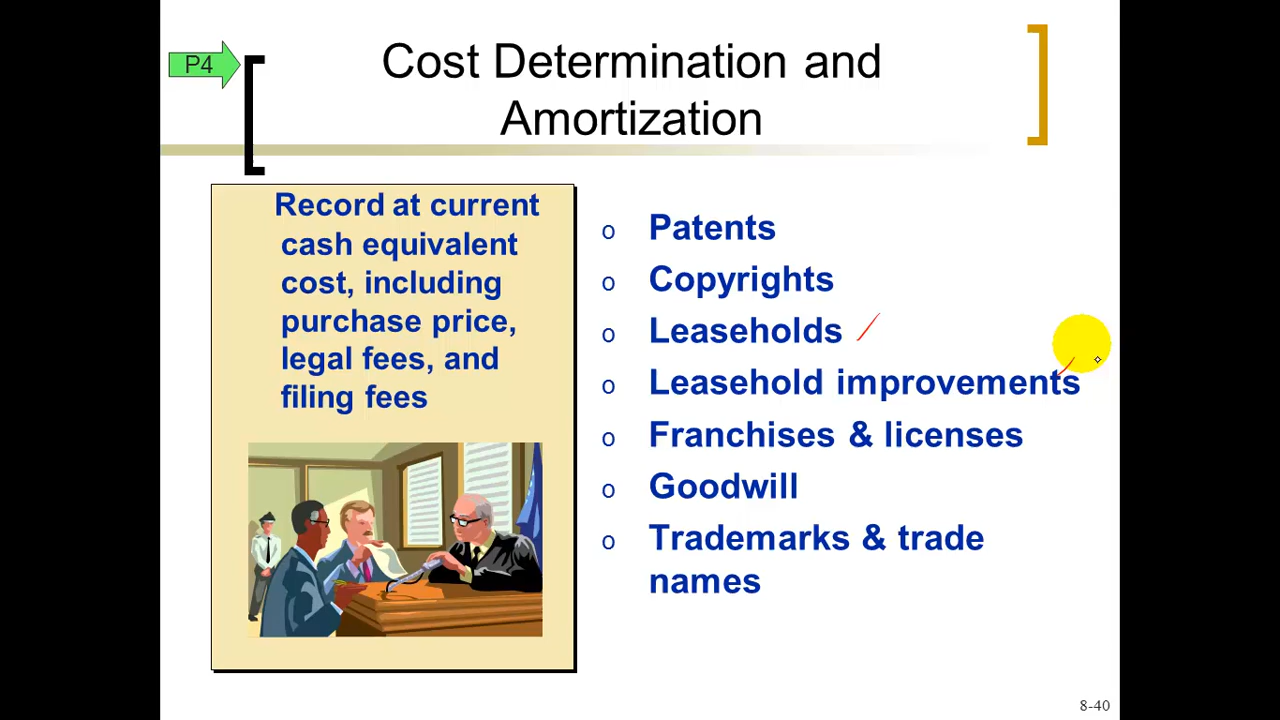 P4
Cost Determination and
Amortization
Record at current
cash equivalent
cost, including
purchase price,
legal fees, and
filing fees
o Patents
o Copyrights
o Leaseholds
o Leasehold improvements
o Franchises & licenses
o Goodwill
o Trademarks & trade
names
8-40